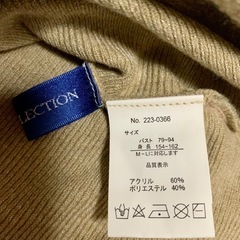 LECTION
No. 223-0366
サイズ
バスト 79~94
身長 154~162
M~Lに対応します
品質表示
アクリル 60%
ポリエステル 40%